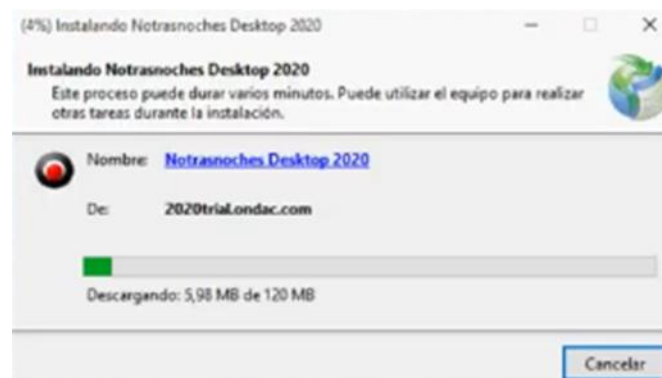 (4%) Instalando Notrasnoches Desktop 2020
Instalando Notrasnoches Desktop 2020
Este proceso puede durar varios minutos. Puede utilizar el equipo para realizar
otras tareas durante la instalación.
Nombre: Notrasnoches Desktop 2020
De: 2020trial.ondac.com
Descargando: 5,98 MB de 120 MB
Cancelar